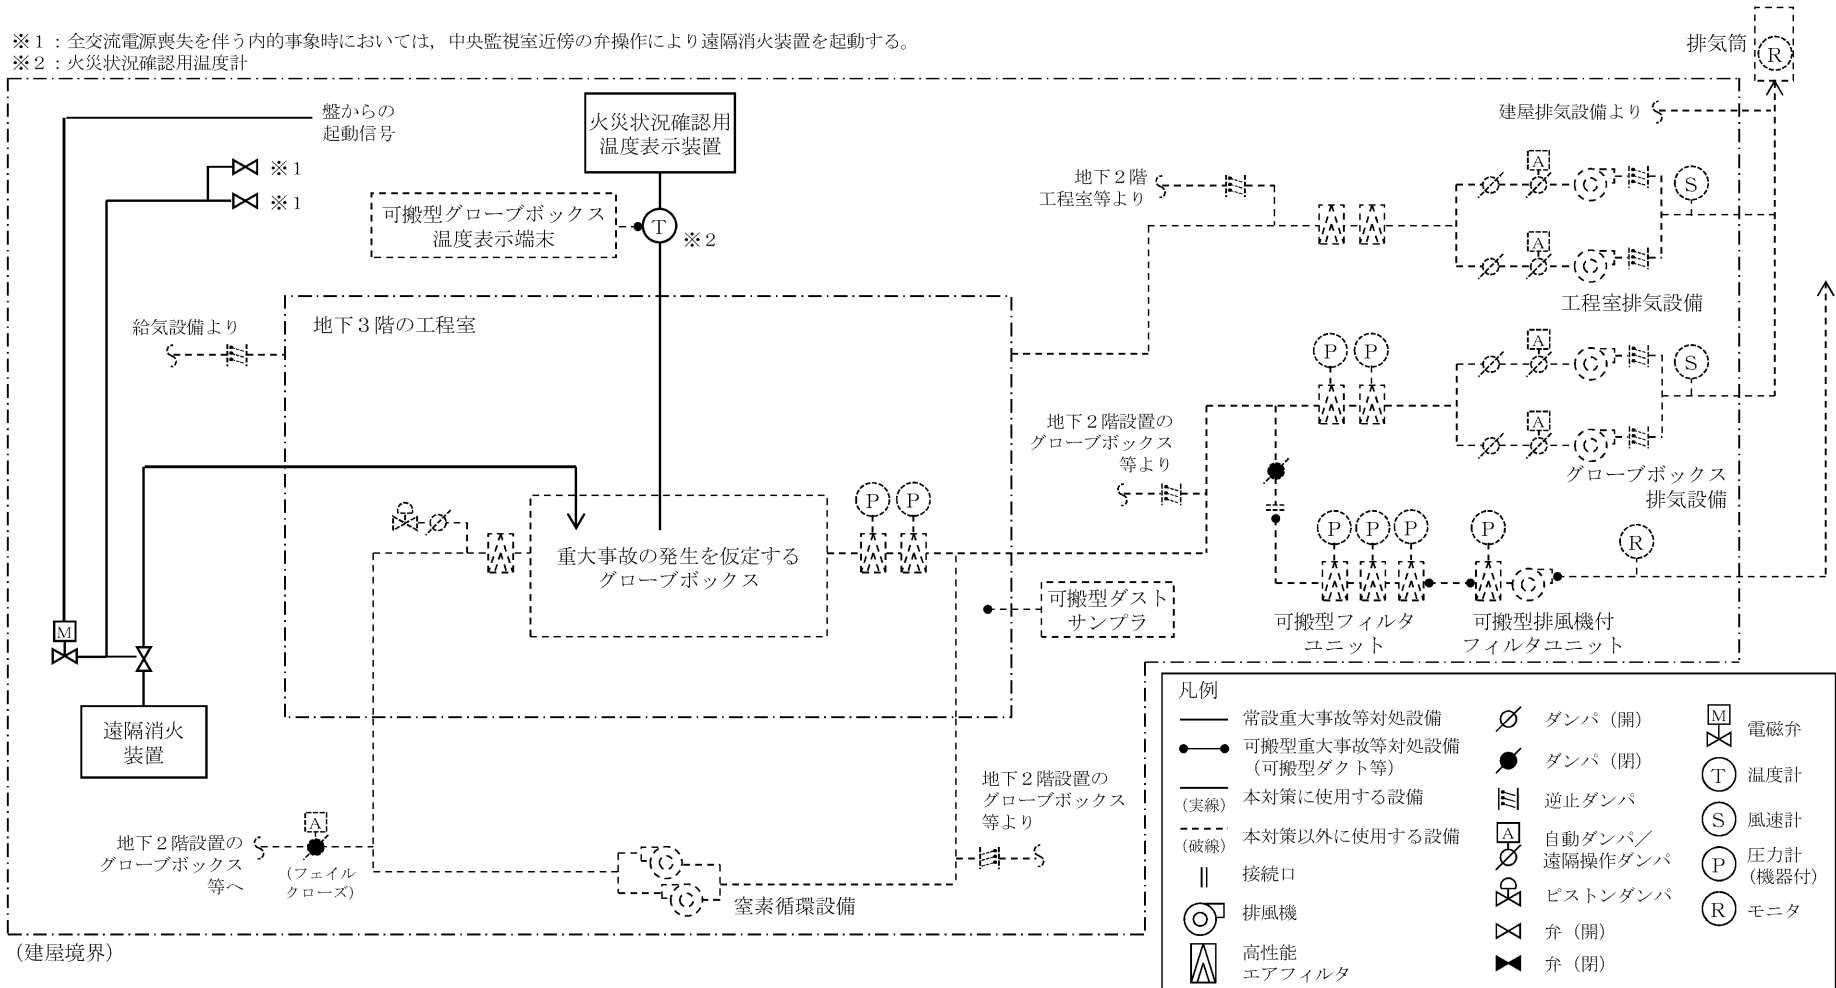 ※１：全交流電源喪失を伴う内的事象時においては，中央監視室近傍の弁操作により遠隔消火装置を起動する。
※２：火災状況確認用温度計
排気筒
R
盤からの
起動信号
※１
※１
火災状況確認用
温度表示装置
可搬型グローブボックス
温度表示端末
T
※２
建屋排気設備より
地下２階
工程室等より
A
S
A
工程室排気設備
給気設備より
地下３階の工程室
P
P
A
S
A
グローブボックス
排気設備
地下２階設置の
グローブボックス
等より
P
P
重大事故の発生を仮定する
グローブボックス
P
P
P
P
R
可搬型ダスト
サンプラ
可搬型フィルタ
ユニット
可搬型排風機付
フィルタユニット
M
遠隔消火
装置
地下２階設置の
グローブボックス
等へ
A
（フェイル
クローズ）
窒素循環設備
地下２階設置の
グローブボックス
等より
（建屋境界）
凡例
常設重大事故等対処設備
可搬型重大事故等対処設備
（可搬型ダクト等）
（実線）
本対策に使用する設備
（破線）
本対策以外に使用する設備
接続口
排風機
高性能
エアフィルタ
ダンパ（開）
ダンパ（閉）
逆止ダンパ
A
自動ダンパ／
遠隔操作ダンパ
ピストンダンパ
弁（開）
弁（閉）
M
電磁弁
T
温度計
S
風速計
P
圧力計
（機器付）
R
モニタ